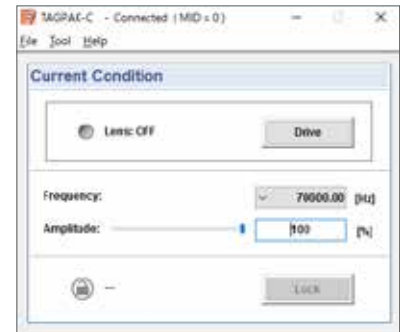 TAGPAK-C - Connected (MID = 0)
File Tool Help
Current Condition
Lens: OFF Drive
Frequency: 70000.00 [Hz]
Amplitude: 100 [%]
--
Lock